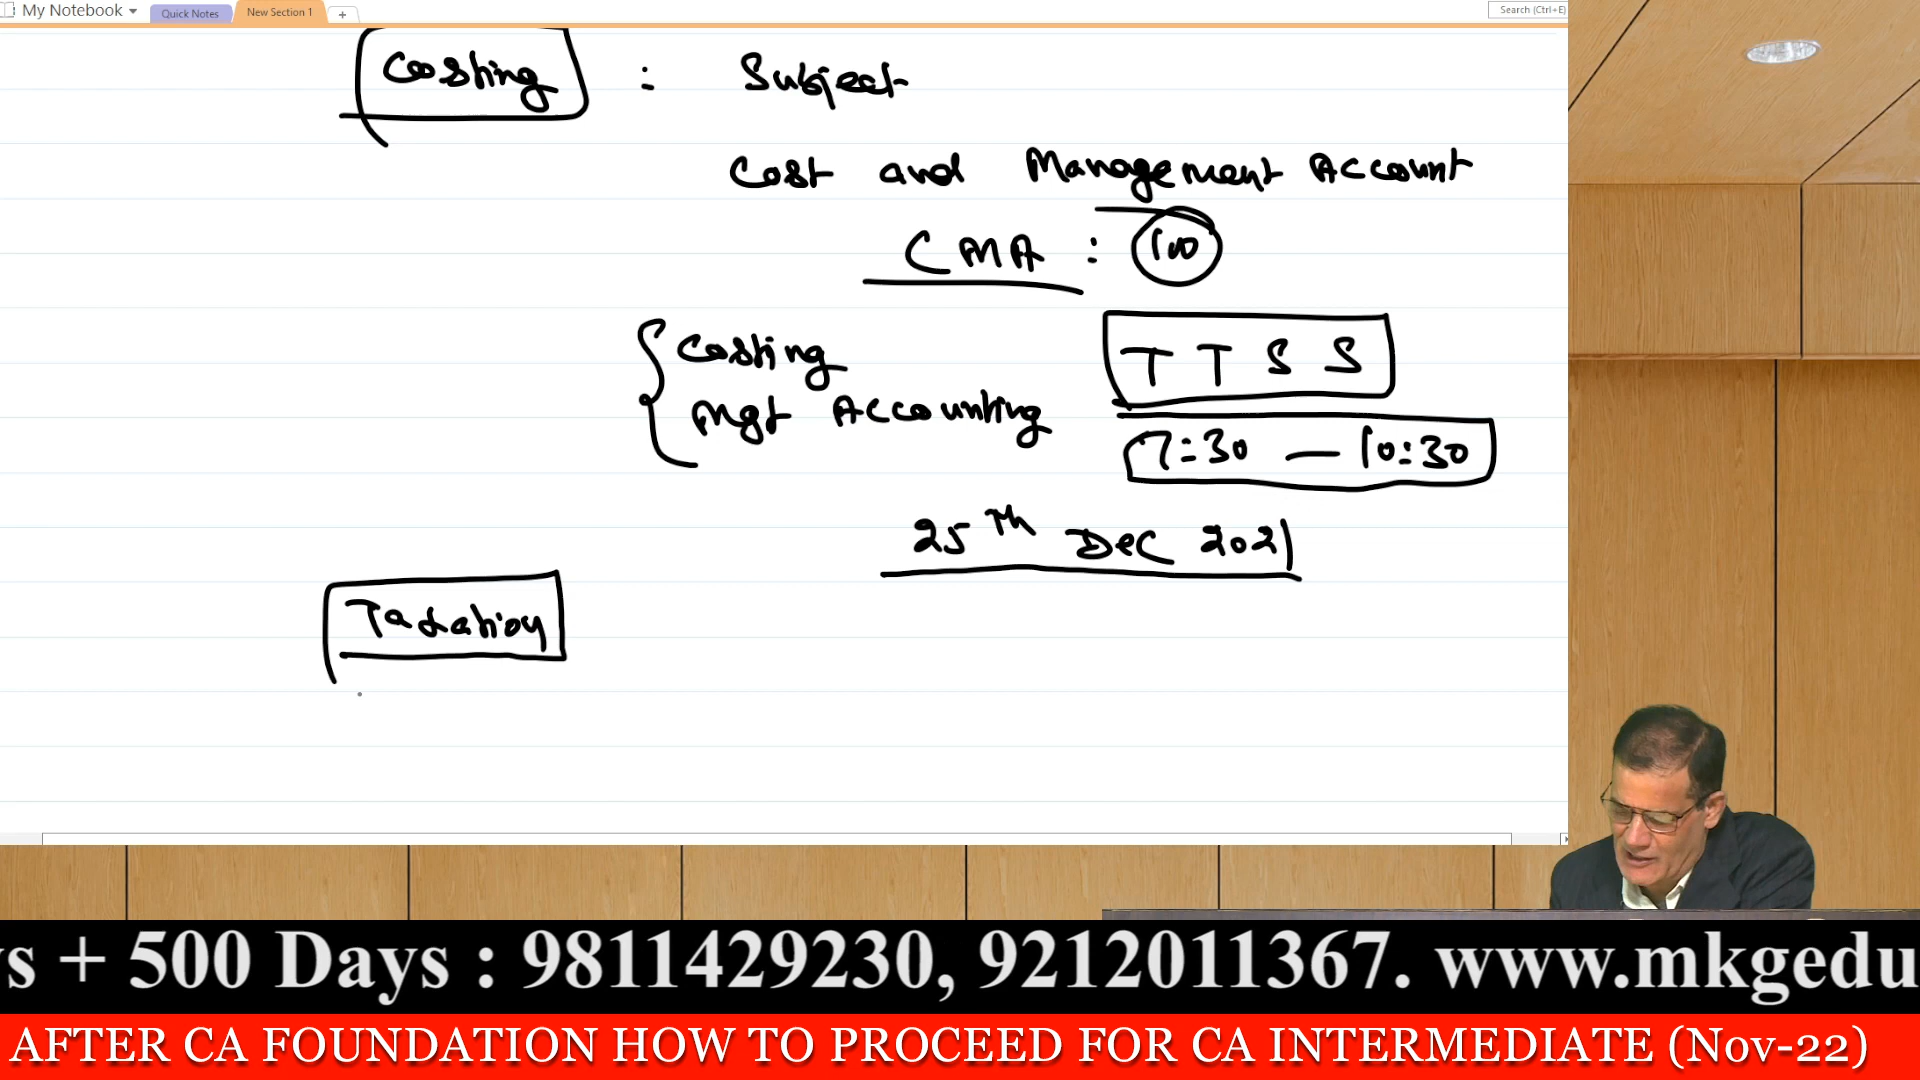 My Notebook Quick Notes New Section 1 + Search (Ctrl+E)
Costing : Subject
Cost and Management Account
CMA : 100
Costing
Mgt Accounting
T T S S
7:30 — 10:30
25th Dec 2021
Taxation
ys + 500 Days : 9811429230, 9212011367. www.mkgedu
AFTER CA FOUNDATION HOW TO PROCEED FOR CA INTERMEDIATE (Nov-22)